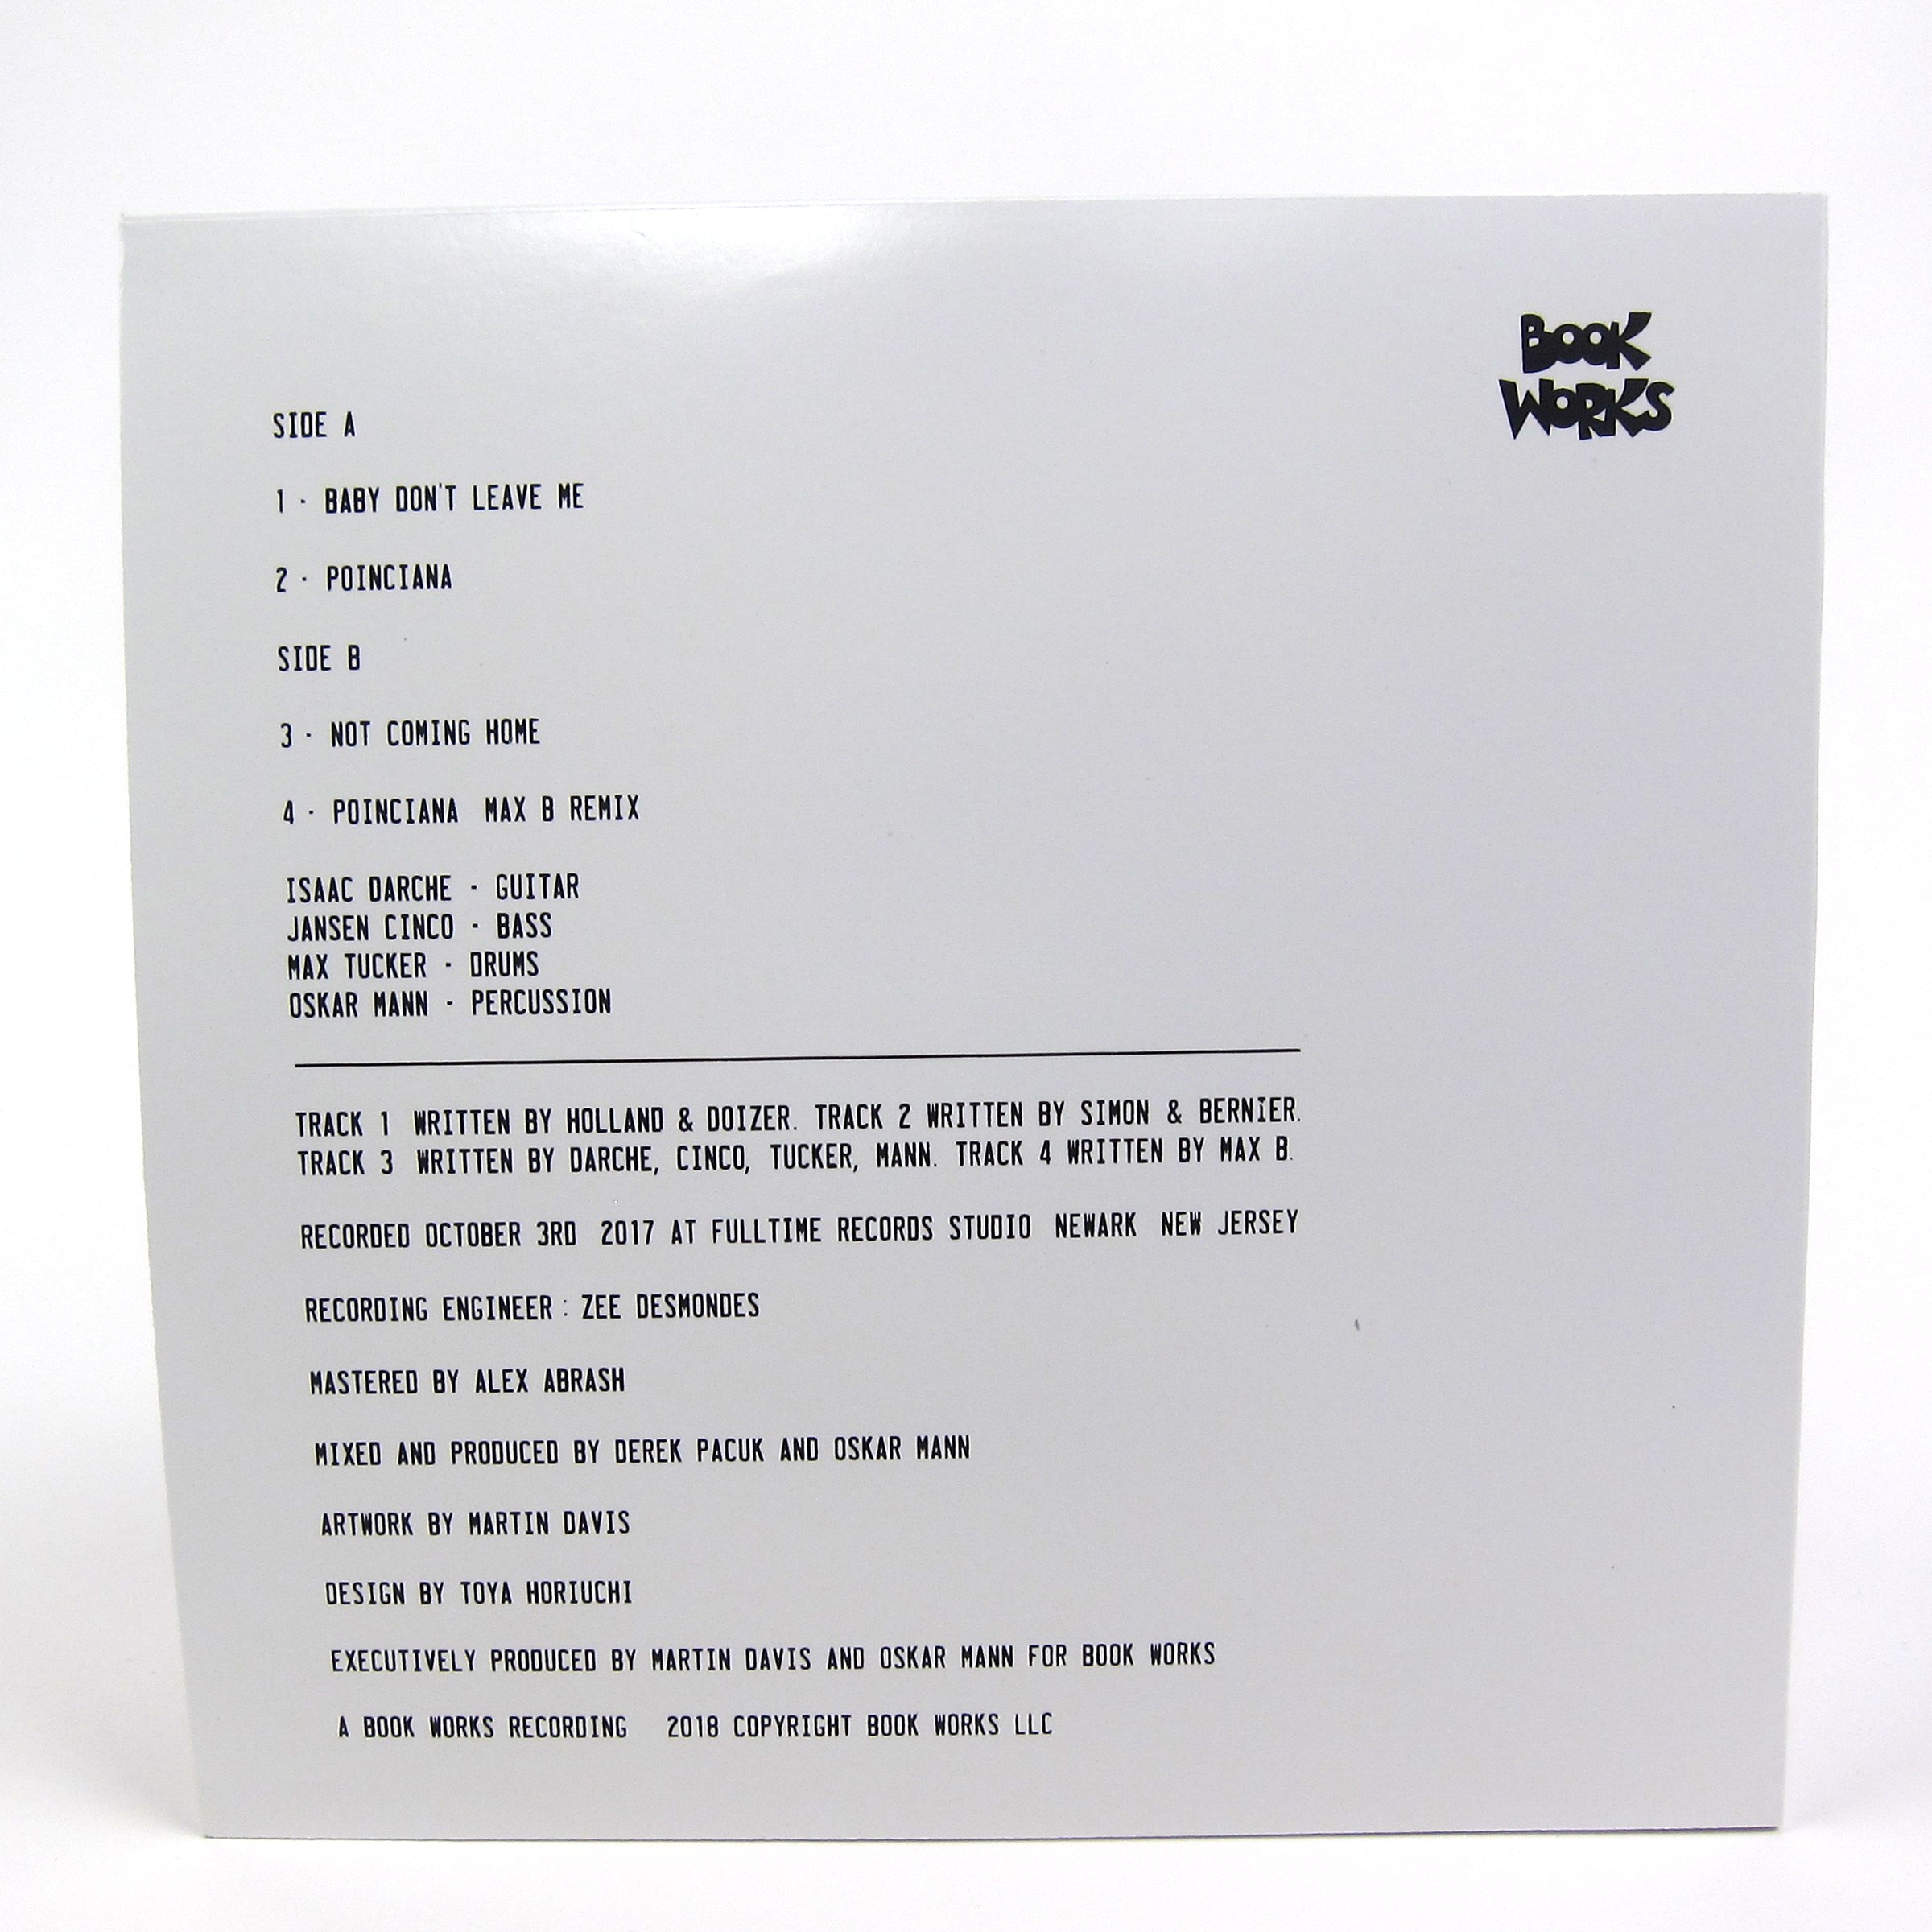 BOOK
WORKS
SIDE A
1 - BABY DON'T LEAVE ME
2 - POINCIANA
SIDE B
3 - NOT COMING HOME
4 - POINCIANA MAX B REMIX
ISAAC DARCHE - GUITAR
JANSEN CINCO - BASS
MAX TUCKER - DRUMS
OSKAR MANN - PERCUSSION
TRACK 1 WRITTEN BY HOLLAND & DOIZER. TRACK 2 WRITTEN BY SIMON & BERNIER.
TRACK 3 WRITTEN BY DARCHE, CINCO, TUCKER, MANN. TRACK 4 WRITTEN BY MAX B.
RECORDED OCTOBER 3RD 2017 AT FULLTIME RECORDS STUDIO NEWARK NEW JERSEY
RECORDING ENGINEER : ZEE DESMONDES
MASTERED BY ALEX ABRASH
MIXED AND PRODUCED BY DEREK PACUK AND OSKAR MANN
ARTWORK BY MARTIN DAVIS
DESIGN BY TOYA HORIUCHI
EXECUTIVELY PRODUCED BY MARTIN DAVIS AND OSKAR MANN FOR BOOK WORKS
A BOOK WORKS RECORDING 2018 COPYRIGHT BOOK WORKS LLC